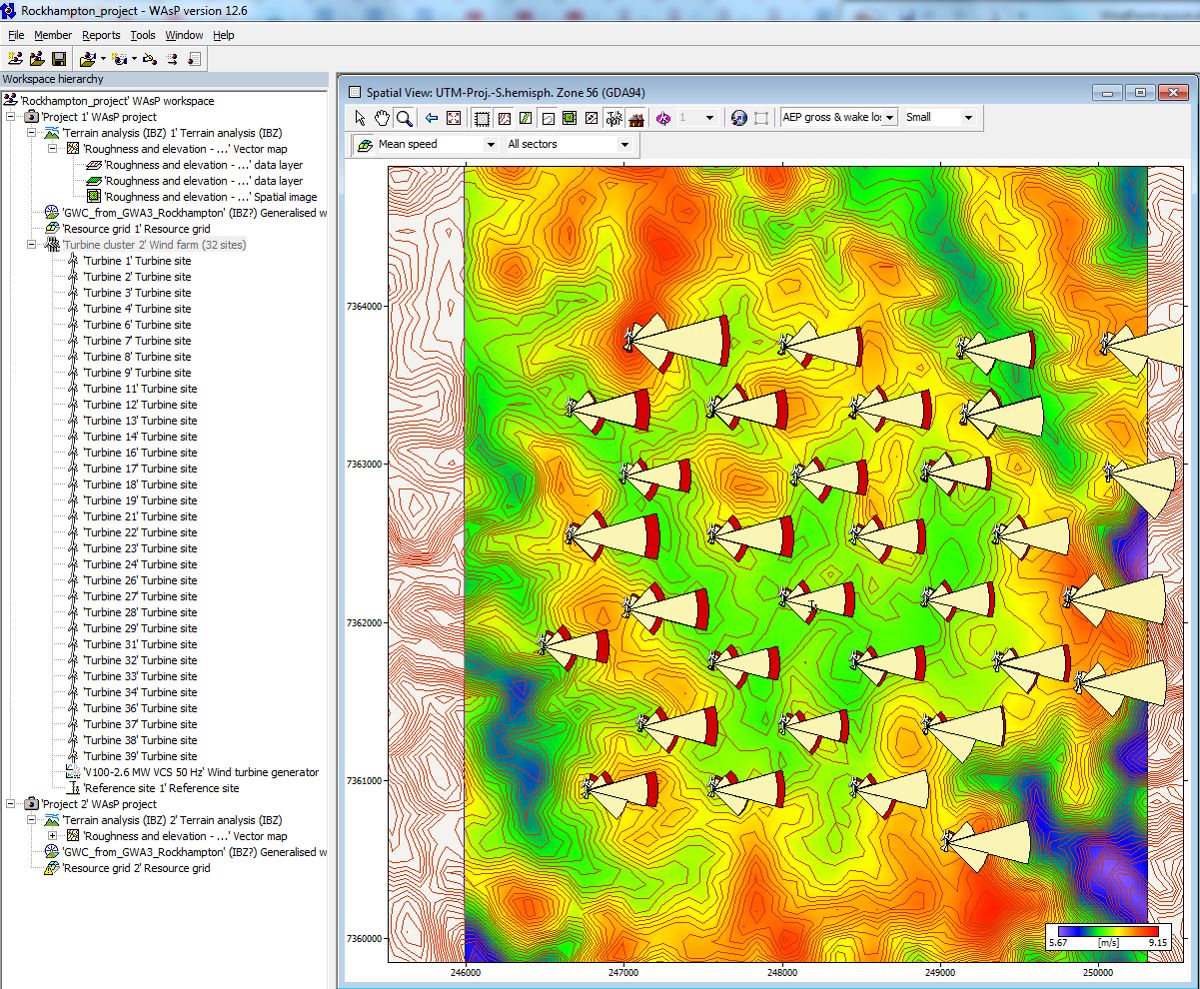 Rockhampton_project - WAsP version 12.6
File Member Reports Tools Window Help
Workspace hierarchy
'Rockhampton_project' WAsP workspace
'Project 1' WAsP project
'Terrain analysis (IBZ) 1' Terrain analysis (IBZ)
'Roughness and elevation - ...' Vector map
'Roughness and elevation - ...' data layer
'Roughness and elevation - ...' data layer
'Roughness and elevation - ...' Spatial image
'GWC_from_GWA3_Rockhampton' (IBZ?) Generalised w
'Resource grid 1' Resource grid
'Turbine cluster 2' Wind farm (32 sites)
'Turbine 1' Turbine site
'Turbine 2' Turbine site
'Turbine 3' Turbine site
'Turbine 4' Turbine site
'Turbine 6' Turbine site
'Turbine 7' Turbine site
'Turbine 8' Turbine site
'Turbine 9' Turbine site
'Turbine 11' Turbine site
'Turbine 12' Turbine site
'Turbine 13' Turbine site
'Turbine 14' Turbine site
'Turbine 16' Turbine site
'Turbine 17' Turbine site
'Turbine 18' Turbine site
'Turbine 19' Turbine site
'Turbine 21' Turbine site
'Turbine 22' Turbine site
'Turbine 23' Turbine site
'Turbine 24' Turbine site
'Turbine 26' Turbine site
'Turbine 27' Turbine site
'Turbine 28' Turbine site
'Turbine 29' Turbine site
'Turbine 31' Turbine site
'Turbine 32' Turbine site
'Turbine 33' Turbine site
'Turbine 34' Turbine site
'Turbine 36' Turbine site
'Turbine 37' Turbine site
'Turbine 38' Turbine site
'Turbine 39' Turbine site
'V100-2.6 MW VCS 50 Hz' Wind turbine generator
'Reference site 1' Reference site
'Project 2' WAsP project
'Terrain analysis (IBZ) 2' Terrain analysis (IBZ)
'Roughness and elevation - ...' Vector map
'GWC_from_GWA3_Rockhampton' (IBZ?) Generalised w
'Resource grid 2' Resource grid
Spatial View: UTM-Proj.-S.hemisph. Zone 56 (GDA94)
1 AEP gross & wake lo Small
Mean speed All sectors
7364000
7363000
7362000
7361000
7360000
5.67 [m/s] 9.15
246000 247000 248000 249000 250000